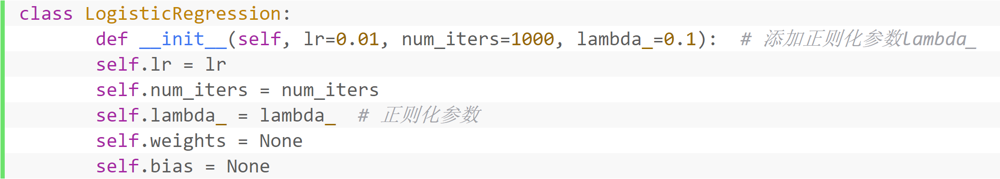 class LogisticRegression:
def __init__(self, lr=0.01, num_iters=1000, lambda_=0.1):  # 添加正则化参数lambda_
self.lr = lr
self.num_iters = num_iters
self.lambda_ = lambda_  # 正则化参数
self.weights = None
self.bias = None